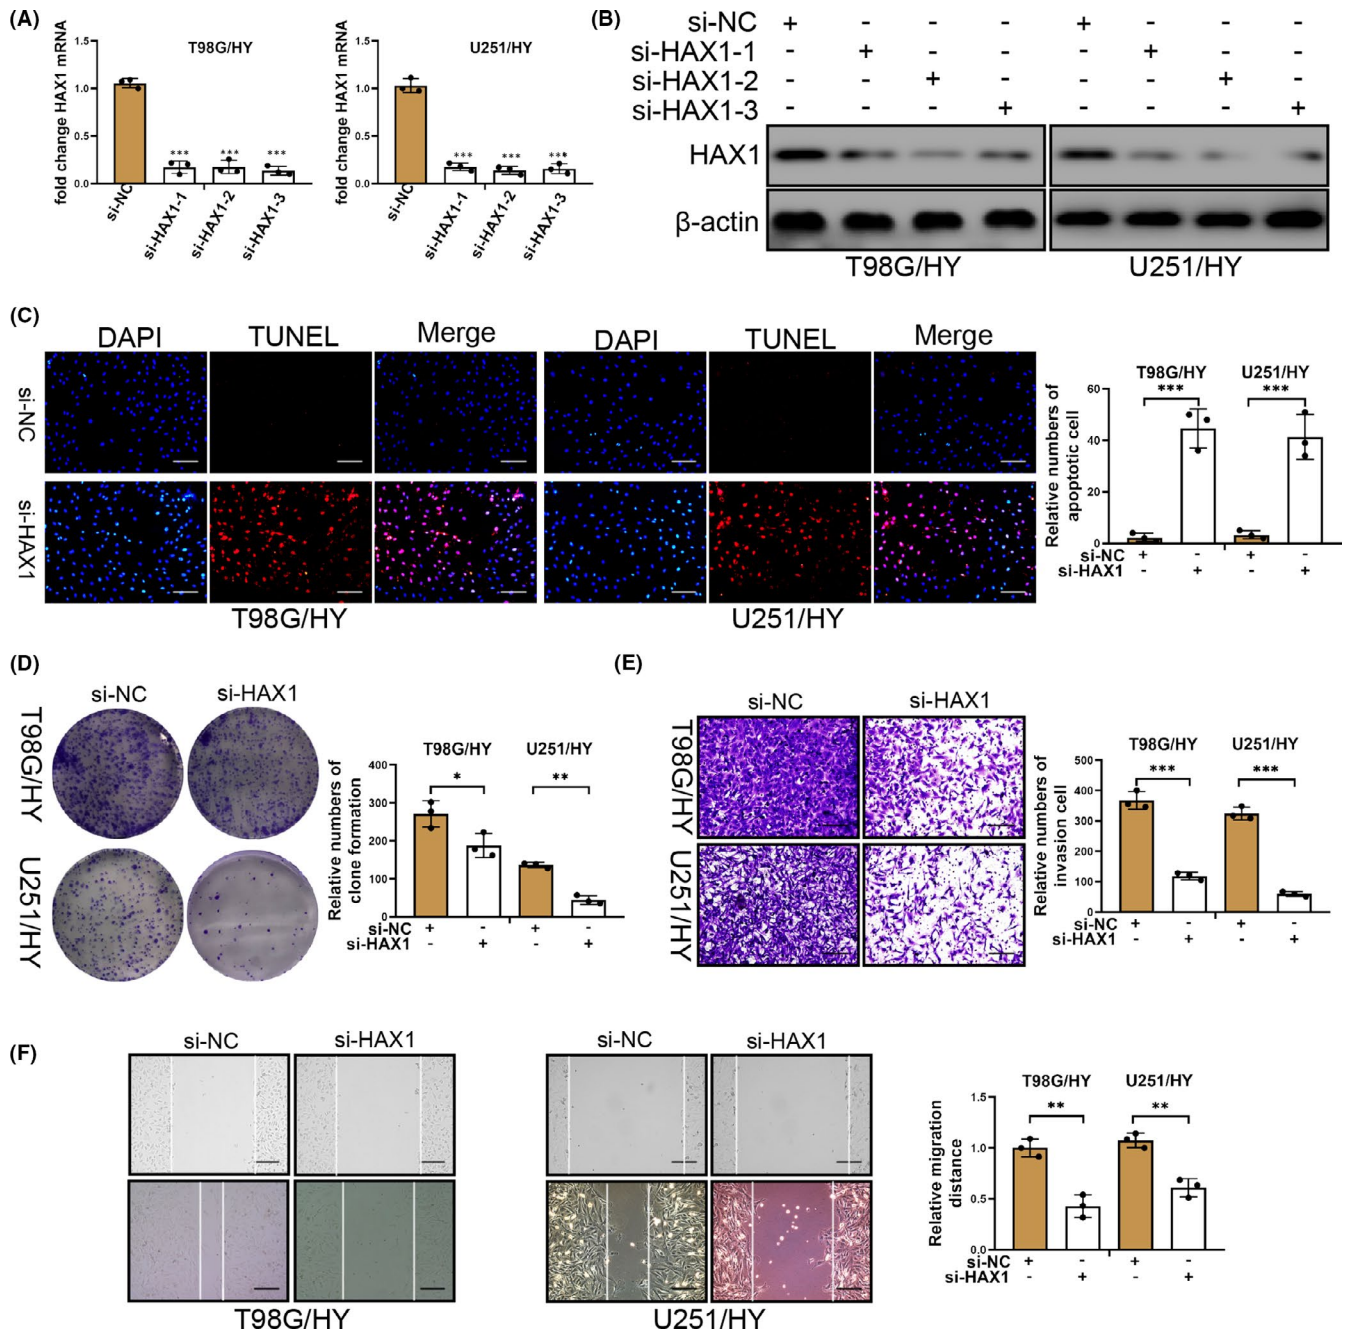 (A)
T98G/HY
fold change HAX1 mRNA
1.5
1.0
0.5
0.0
***
***
***
si-NC
si-HAX1-1
si-HAX1-2
si-HAX1-3
U251/HY
fold change HAX1 mRNA
1.5
1.0
0.5
0.0
***
***
***
si-NC
si-HAX1-1
si-HAX1-2
si-HAX1-3
(B)
si-NC + - - - + - - -
si-HAX1-1 - + - - - + - -
si-HAX1-2 - - + - - - + -
si-HAX1-3 - - - + - - - +
HAX1
β-actin
T98G/HY U251/HY
(C)
DAPI TUNEL Merge DAPI TUNEL Merge
si-NC
si-HAX1
T98G/HY U251/HY
Relative numbers of
apoptotic cell
T98G/HY U251/HY
*** ***
60
40
20
0
si-NC + - + -
si-HAX1 - + - +
(D)
si-NC si-HAX1
T98G/HY
U251/HY
Relative numbers of
clone formation
T98G/HY U251/HY
* **
400
300
200
100
0
si-NC + - + -
si-HAX1 - + - +
(E)
si-NC si-HAX1
T98G/HY
U251/HY
Relative numbers of
invasion cell
T98G/HY U251/HY
*** ***
500
400
300
200
100
0
si-NC + - + -
si-HAX1 - + - +
(F)
si-NC si-HAX1 si-NC si-HAX1
T98G/HY U251/HY
Relative migration
distance
T98G/HY U251/HY
** **
1.5
1.0
0.5
0.0
si-NC + - + -
si-HAX1 - + - +